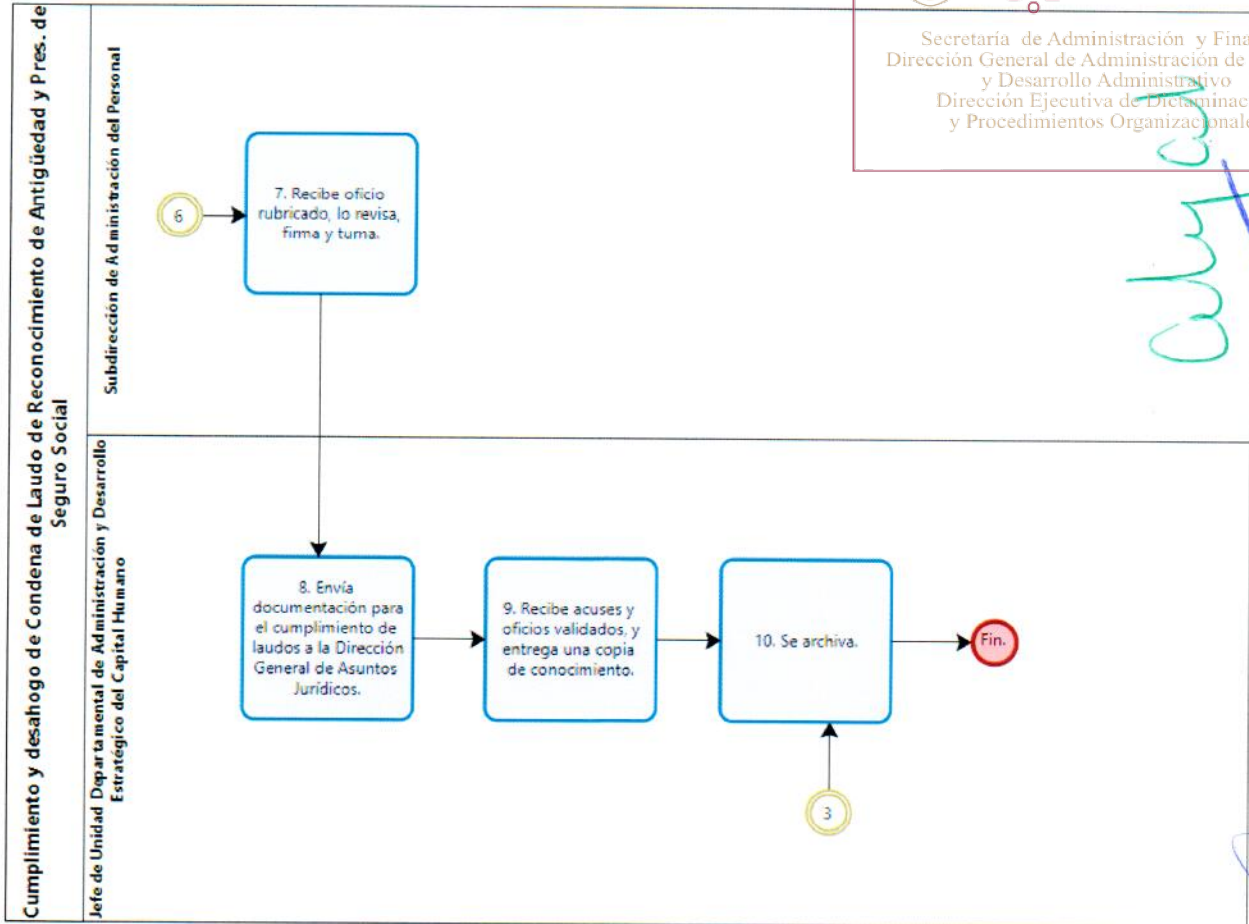 Cumplimiento y desahogo de Condena de Laudo de Reconocimiento de Antigüedad y Pres. de
Seguro Social
Subdirección de Administración del Personal
6
7. Recibe oficio
rubricado, lo revisa,
firma y turna.
Jefe de Unidad Departamental de Administración y Desarrollo
Estratégico del Capital Humano
8. Envía
documentación para
el cumplimiento de
laudos a la Dirección
General de Asuntos
Jurídicos.
9. Recibe acuses y
oficios validados, y
entrega una copia
de conocimiento.
10. Se archiva.
Fin.
3
Secretaría de Administración y Fina
Dirección General de Administración de
y Desarrollo Administrativo
Dirección Ejecutiva de Dictaminac
y Procedimientos Organizacionale